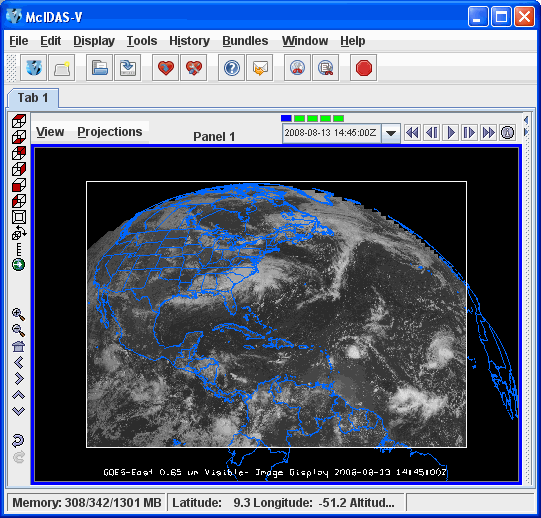 McIDAS-V
File Edit Display Tools History Bundles Window Help
Tab 1
View Projections Panel 1 2008-08-13 14:45:00Z
GOES-East 0.65 um Visible- Image Display 2008-08-13 14:45:00Z
Memory: 308/342/1301 MB Latitude: 9.3 Longitude: -51.2 Altitud...